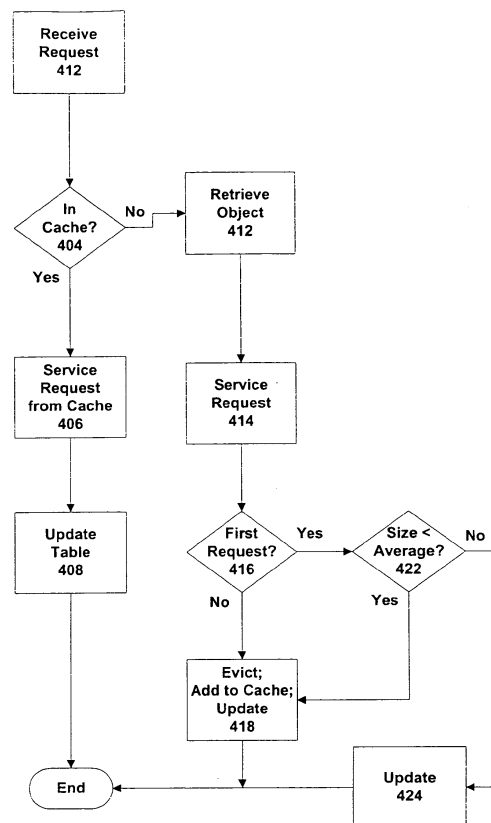 Receive
Request
412
In
Cache?
404
No
Yes
Retrieve
Object
412
Service
Request
from Cache
406
Service
Request
414
Update
Table
408
First
Request?
416
Yes
No
Size <
Average?
422
No
Yes
Evict;
Add to Cache;
Update
418
End
Update
424